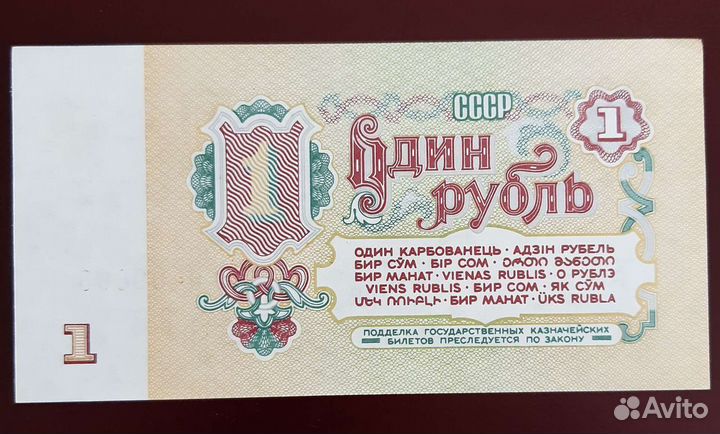 СССР
1
1
Один
рубль
ОДИН КАРБОВАНЕЦЬ · АДЗІН РУБЕЛЬ
БИР СЎМ · БІР СОМ · ᲔᲠᲗᲘ ᲛᲐᲜᲔᲗᲘ
БИР МАНАТ · VIENAS RUBLIS · О РУБЛЭ
VIENS RUBLIS · БИР СОМ · ЯК СЎМ
ՄԵԿ ՌՈՒԲԼԻ · БИР МАНАТ · ÜKS RUBLA
1
ПОДДЕЛКА ГОСУДАРСТВЕННЫХ КАЗНАЧЕЙСКИХ
БИЛЕТОВ ПРЕСЛЕДУЕТСЯ ПО ЗАКОНУ
Avito